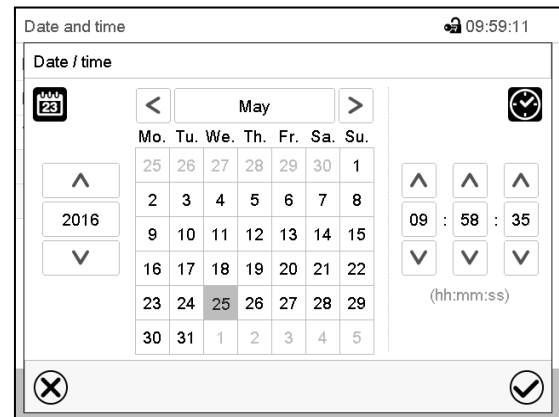 Date and time 09:59:11
Date / time
23
< May >
Mo. Tu. We. Th. Fr. Sa. Su.
25 26 27 28 29 30 1
2 3 4 5 6 7 8
2016
09 : 58 : 35
9 10 11 12 13 14 15
16 17 18 19 20 21 22
(hh:mm:ss)
23 24 25 26 27 28 29
30 31 1 2 3 4 5